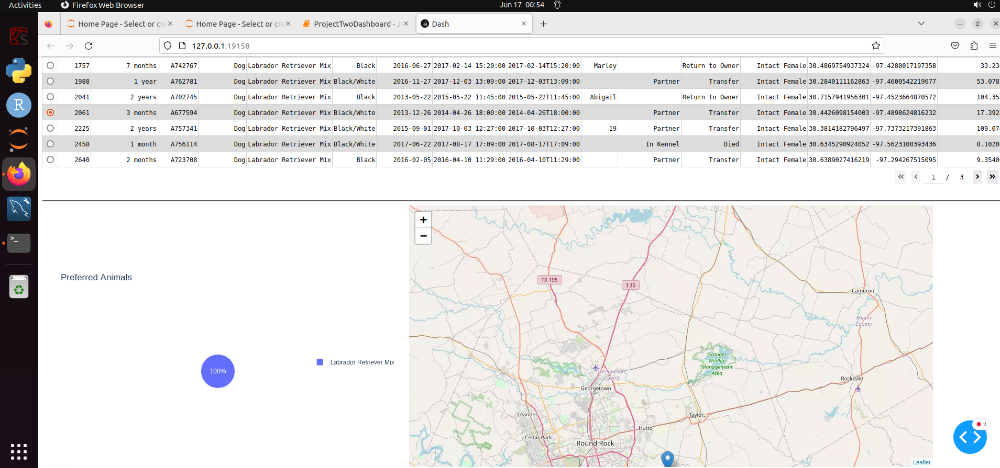 Activities Firefox Web Browser Jun 17 00:54
Home Page - Select or cre Home Page - Select or cre ProjectTwoDashboard - J Dash
127.0.0.1:19158
1757 7 months A742767 Dog Labrador Retriever Mix Black 2016-06-27 2017-02-14 15:20:00 2017-02-14T15:20:00 Marley Return to Owner Intact Female 30.4869754937324 -97.4280017197358 33.23
1988 1 year A762781 Dog Labrador Retriever Mix Black/White 2016-11-27 2017-12-03 13:09:00 2017-12-03T13:09:00 Partner Transfer Intact Female 30.2840111162863 -97.4600542219677 53.078
2041 2 years A702745 Dog Labrador Retriever Mix Black 2013-05-22 2015-05-22 11:45:00 2015-05-22T11:45:00 Abigail Return to Owner Intact Female 30.7157941956301 -97.4523664870572 104.35
2061 3 months A677594 Dog Labrador Retriever Mix Black/White 2013-12-26 2014-04-26 18:00:00 2014-04-26T18:00:00 Partner Transfer Intact Female 30.4426098154003 -97.4898624816232 17.392
2225 2 years A757341 Dog Labrador Retriever Mix Black/White 2015-09-01 2017-10-03 12:27:00 2017-10-03T12:27:00 19 Partner Transfer Intact Female 30.3814182796497 -97.7373217391863 109.07
2458 1 month A756114 Dog Labrador Retriever Mix Black/White 2017-06-22 2017-08-17 17:09:00 2017-08-17T17:09:00 In Kennel Died Intact Female 30.6345290924052 -97.5623100393436 8.1020
2640 2 months A723708 Dog Labrador Retriever Mix Black 2016-02-05 2016-04-10 11:29:00 2016-04-10T11:29:00 Partner Transfer Intact Female 30.6389027416219 -97.294267515095 9.3540
1 / 3
+
−
Preferred Animals
TX 195
I 35
Cameron
Milam
County
Granger
Wildlife
Management
Area
100%
Labrador Retriever Mix
Williamson
County
Georgetown
Rockdale
Leander
Taylor
Hutto
Cedar Park
Round Rock
2
Leaflet